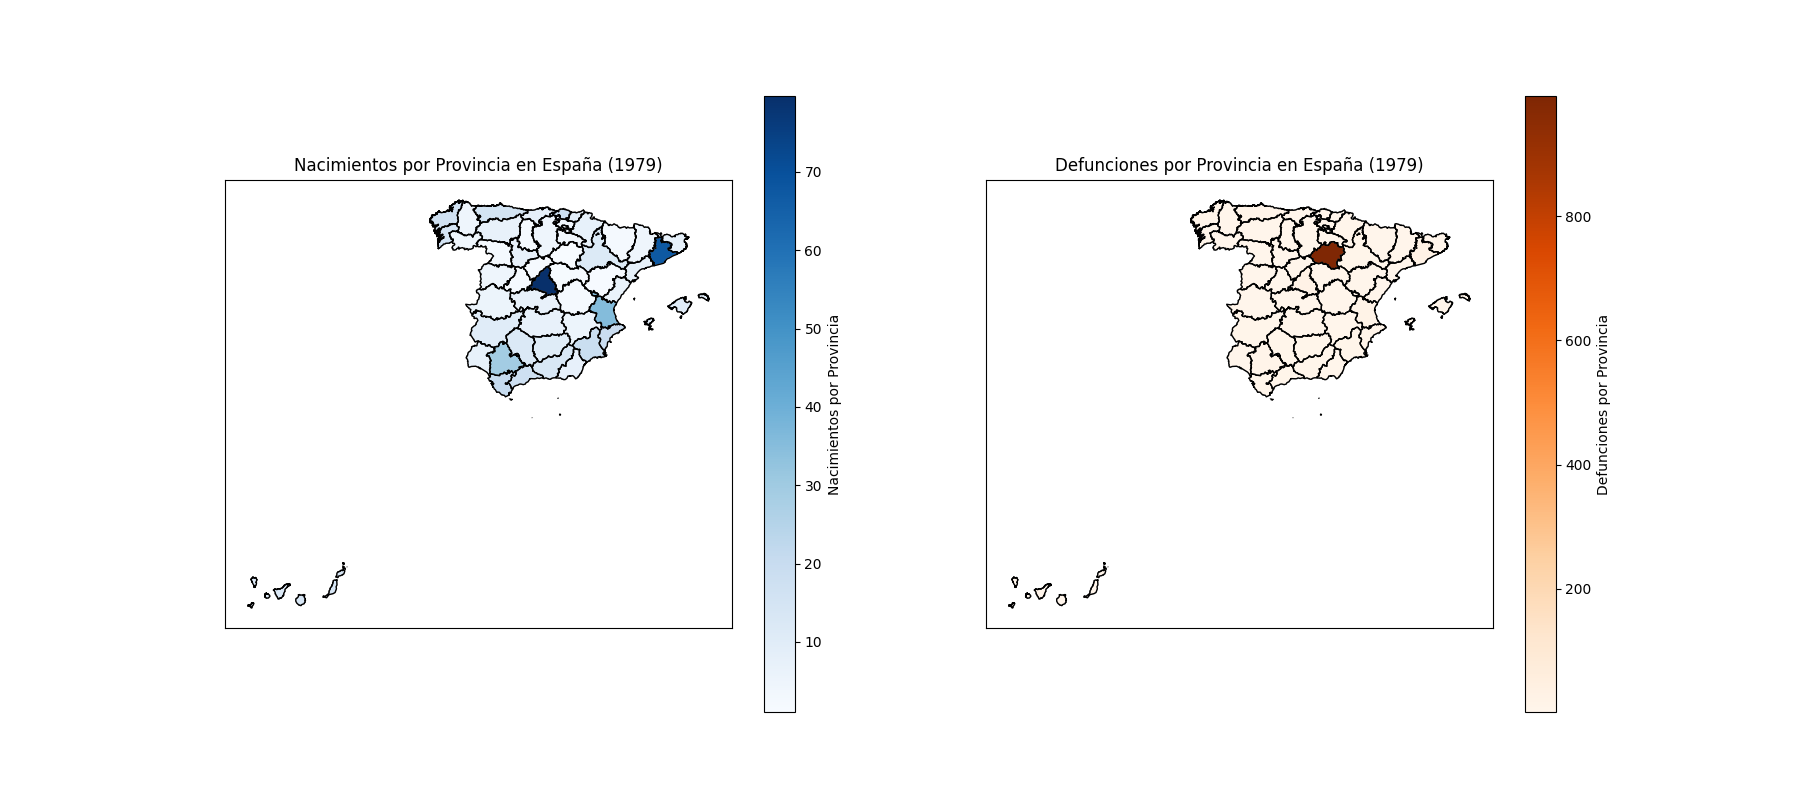 Nacimientos por Provincia en España (1979)
70
60
50
40
30
20
10
Nacimientos por Provincia
Defunciones por Provincia en España (1979)
800
600
400
200
Defunciones por Provincia